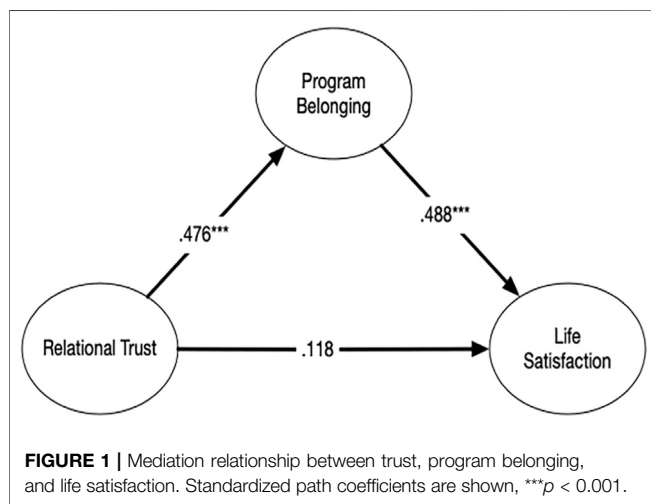 Program
Belonging
.476***
.488***
Relational Trust
.118
Life
Satisfaction
FIGURE 1 | Mediation relationship between trust, program belonging,
and life satisfaction. Standardized path coefficients are shown, ***p < 0.001.